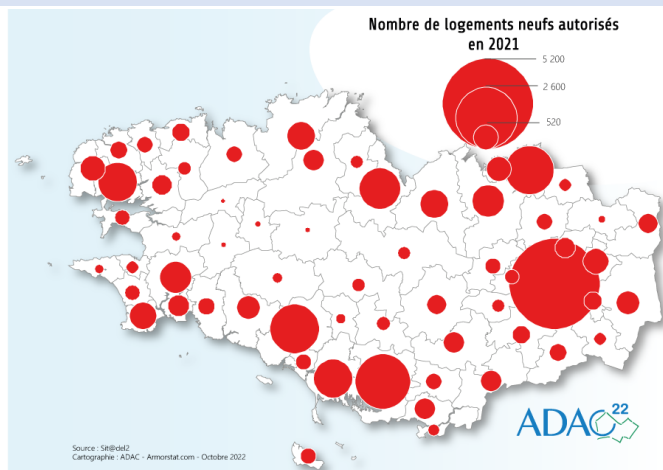 Nombre de logements neufs autorisés
en 2021
5 200
2 600
520
ADAC 22
Source : Sit@del2
Cartographie : ADAC - Armorstat.com - Octobre 2022